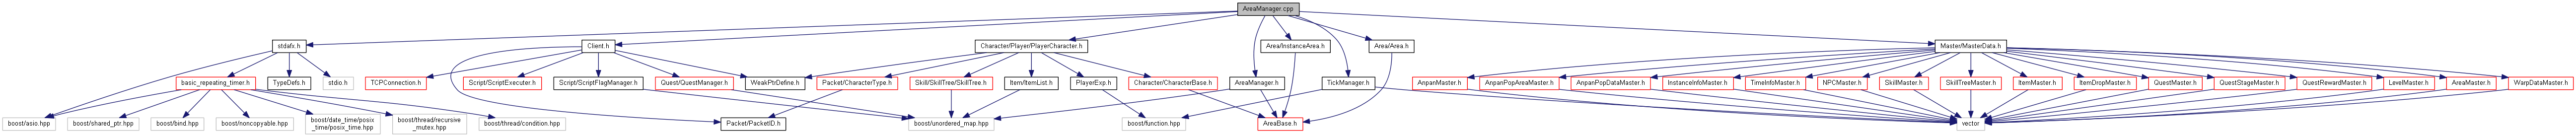 AreaManager.cpp
stdafx.h
Client.h
Character/Player/PlayerCharacter.h
Area/InstanceArea.h
Area/Area.h
Master/MasterData.h
basic_repeating_timer.h
TypeDefs.h
stdio.h
TCPConnection.h
Script/ScriptExecuter.h
Script/ScriptFlagManager.h
Quest/QuestManager.h
WeakPtrDefine.h
Packet/CharacterType.h
Skill/SkillTree/SkillTree.h
Item/ItemList.h
PlayerExp.h
Character/CharacterBase.h
AreaManager.h
TickManager.h
AnpanMaster.h
AnpanPopAreaMaster.h
AnpanPopDataMaster.h
InstanceInfoMaster.h
TimeInfoMaster.h
NPCMaster.h
SkillMaster.h
SkillTreeMaster.h
ItemMaster.h
ItemDropMaster.h
QuestMaster.h
QuestStageMaster.h
QuestRewardMaster.h
LevelMaster.h
AreaMaster.h
WarpDataMaster.h
boost/asio.hpp
boost/shared_ptr.hpp
boost/bind.hpp
boost/noncopyable.hpp
boost/date_time/posix
_time/posix_time.hpp
boost/thread/recursive
_mutex.hpp
boost/thread/condition.hpp
Packet/PacketID.h
boost/unordered_map.hpp
boost/function.hpp
AreaBase.h
vector